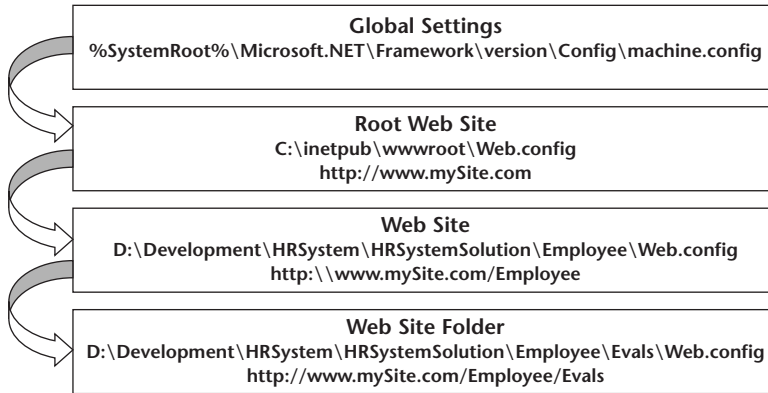 Global Settings
%SystemRoot%\Microsoft.NET\Framework\version\Config\machine.config
Root Web Site
C:\inetpub\wwwroot\Web.config
http://www.mySite.com
Web Site
D:\Development\HRSystem\HRSystemSolution\Employee\Web.config
http:\\www.mySite.com/Employee
Web Site Folder
D:\Development\HRSystem\HRSystemSolution\Employee\Evals\Web.config
http://www.mySite.com/Employee/Evals